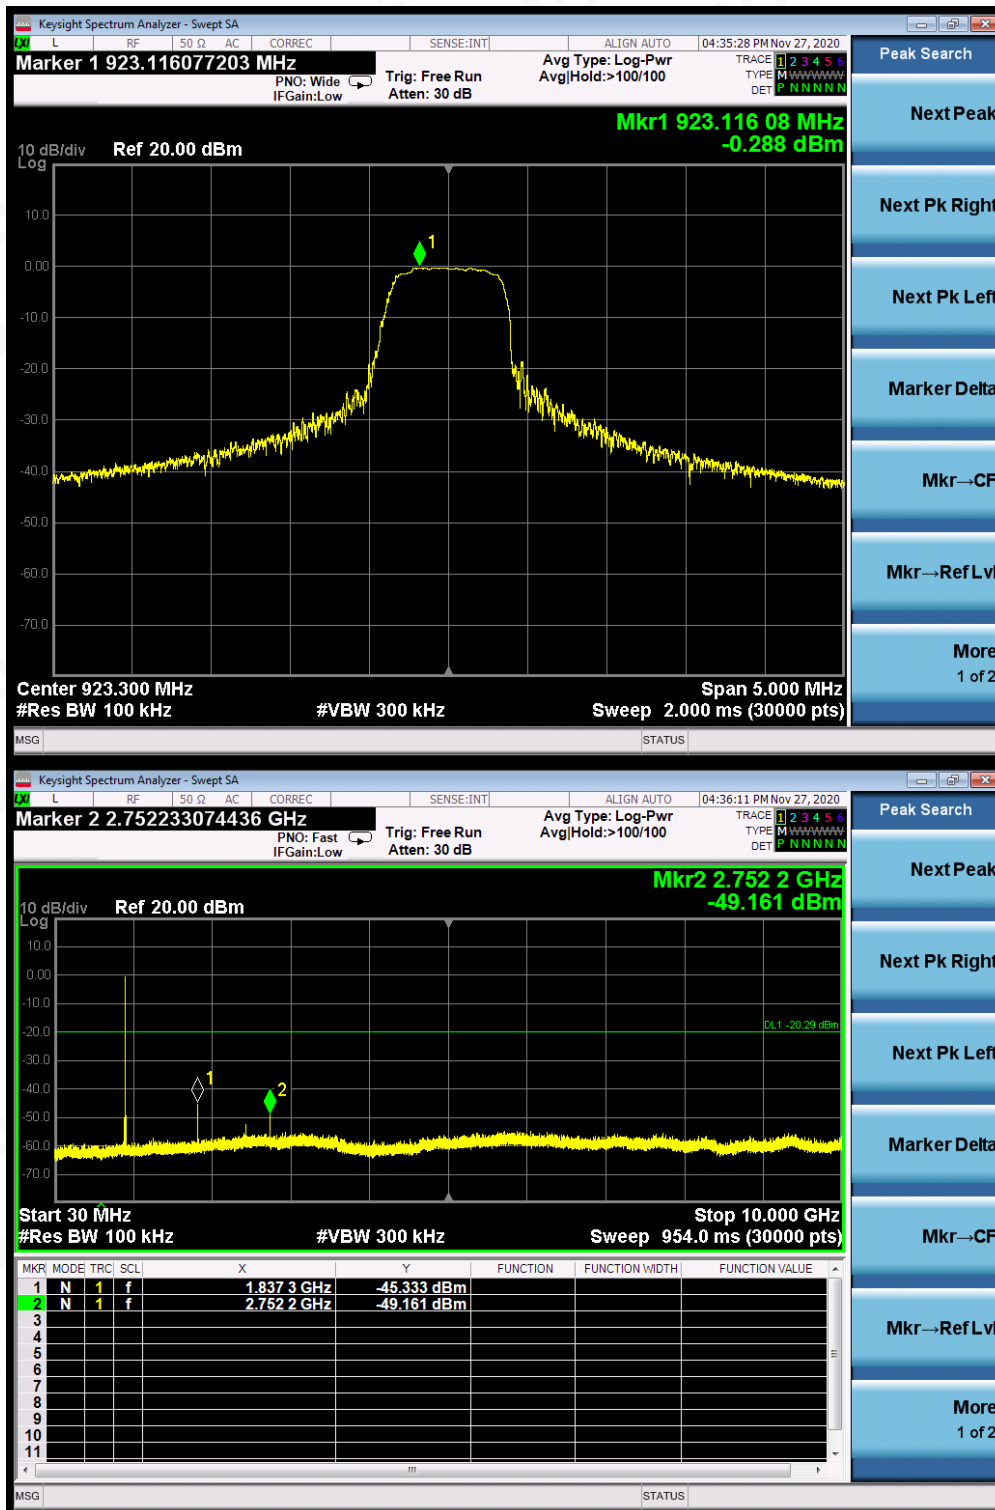 Keysight Spectrum Analyzer - Swept SA
LXI L RF 50 Ω AC CORREC SENSE:INT ALIGN AUTO 04:35:28 PM Nov 27, 2020
Marker 1 923.116077203 MHz
PNO: Wide
IFGain:Low
Trig: Free Run
Atten: 30 dB
Avg Type: Log-Pwr
Avg|Hold:>100/100
TRACE 1 2 3 4 5 6
TYPE M WWWWW
DET P N N N N N
Mkr1 923.116 08 MHz
-0.288 dBm
10 dB/div Ref 20.00 dBm
Log
10.0
0.00
-10.0
-20.0
-30.0
-40.0
-50.0
-60.0
-70.0
1
Center 923.300 MHz Span 5.000 MHz
#Res BW 100 kHz #VBW 300 kHz Sweep 2.000 ms (30000 pts)
MSG STATUS
Peak Search
Next Peak
Next Pk Right
Next Pk Left
Marker Delta
Mkr→CF
Mkr→Ref Lvl
More
1 of 2
Keysight Spectrum Analyzer - Swept SA
LXI L RF 50 Ω AC CORREC SENSE:INT ALIGN AUTO 04:36:11 PM Nov 27, 2020
Marker 2 2.752233074436 GHz
PNO: Fast
IFGain:Low
Trig: Free Run
Atten: 30 dB
Avg Type: Log-Pwr
Avg|Hold:>100/100
TRACE 1 2 3 4 5 6
TYPE M WWWWW
DET P N N N N N
Mkr2 2.752 2 GHz
-49.161 dBm
10 dB/div Ref 20.00 dBm
Log
10.0
0.00
-10.0
-20.0
-30.0
-40.0
-50.0
-60.0
-70.0
DL1 -20.29 dBm
1
2
Start 30 MHz Stop 10.000 GHz
#Res BW 100 kHz #VBW 300 kHz Sweep 954.0 ms (30000 pts)
MKR MODE TRC SCL X Y FUNCTION FUNCTION WIDTH FUNCTION VALUE
1 N 1 f 1.837 3 GHz -45.333 dBm
2 N 1 f 2.752 2 GHz -49.161 dBm
3
4
5
6
7
8
9
10
11
MSG STATUS
Peak Search
Next Peak
Next Pk Right
Next Pk Left
Marker Delta
Mkr→CF
Mkr→Ref Lvl
More
1 of 2